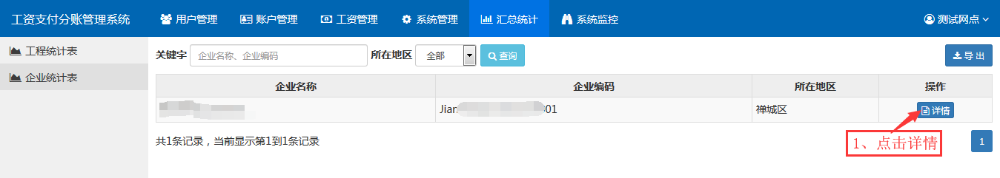 工资支付分账管理系统 用户管理 账户管理 工资管理 系统管理 汇总统计 系统监控 测试网点
工程统计表
企业统计表
关键字 企业名称、企业编码 所在地区 全部 查询 导出
企业名称 企业编码 所在地区 操作
Jian 01 禅城区 详情
共1条记录，当前显示第1到1条记录 1
1、点击详情